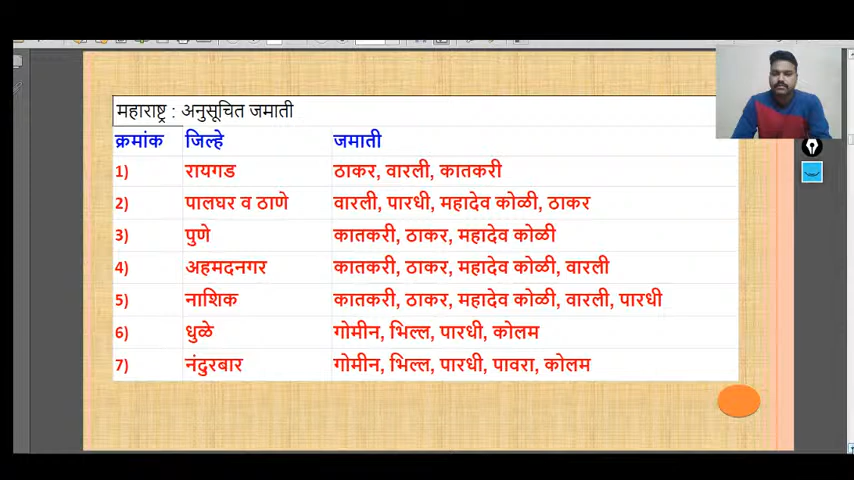 महाराष्ट्र : अनुसूचित जमाती
क्रमांक जिल्हे जमाती
1) रायगड ठाकर, वारली, कातकरी
2) पालघर व ठाणे वारली, पारधी, महादेव कोळी, ठाकर
3) पुणे कातकरी, ठाकर, महादेव कोळी
4) अहमदनगर कातकरी, ठाकर, महादेव कोळी, वारली
5) नाशिक कातकरी, ठाकर, महादेव कोळी, वारली, पारधी
6) धुळे गोमीन, भिल्ल, पारधी, कोलम
7) नंदुरबार गोमीन, भिल्ल, पारधी, पावरा, कोलम